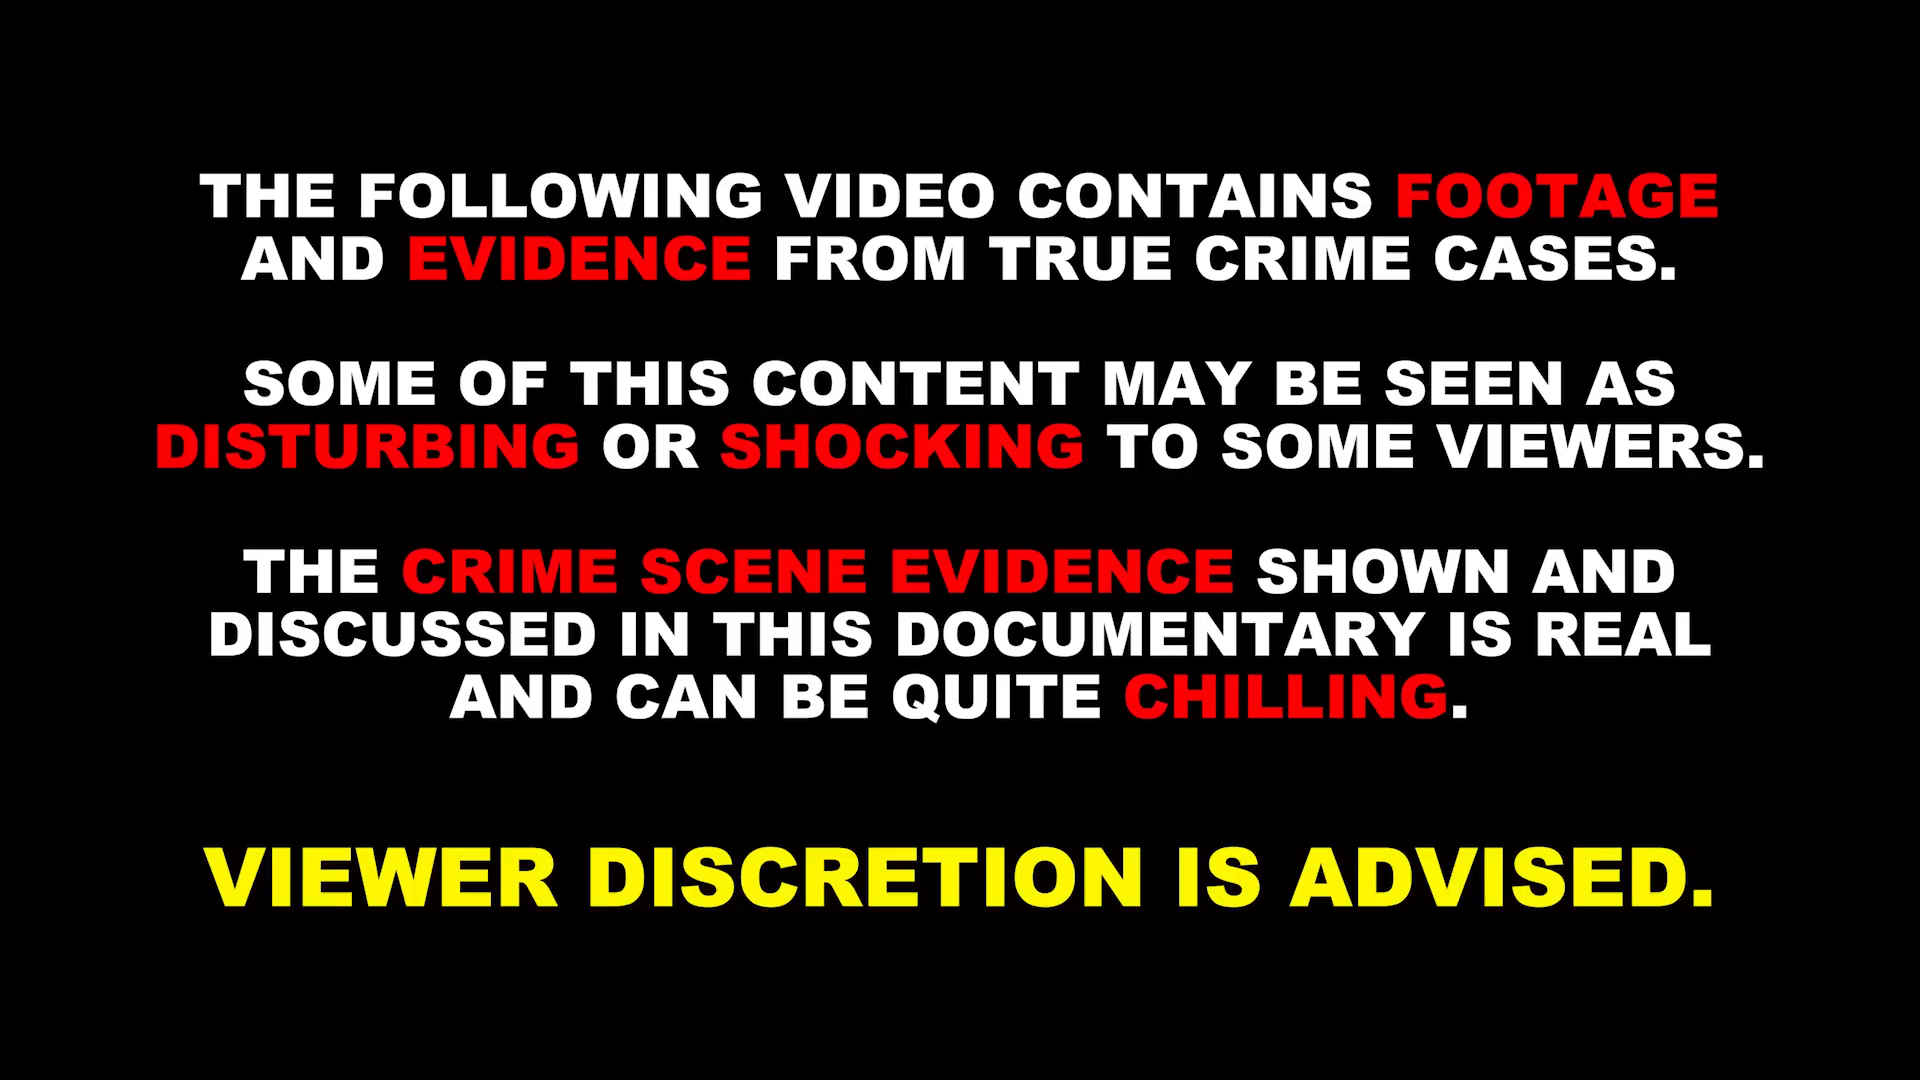 THE FOLLOWING VIDEO CONTAINS FOOTAGE
AND EVIDENCE FROM TRUE CRIME CASES.
SOME OF THIS CONTENT MAY BE SEEN AS
DISTURBING OR SHOCKING TO SOME VIEWERS.
THE CRIME SCENE EVIDENCE SHOWN AND
DISCUSSED IN THIS DOCUMENTARY IS REAL
AND CAN BE QUITE CHILLING.
VIEWER DISCRETION IS ADVISED.